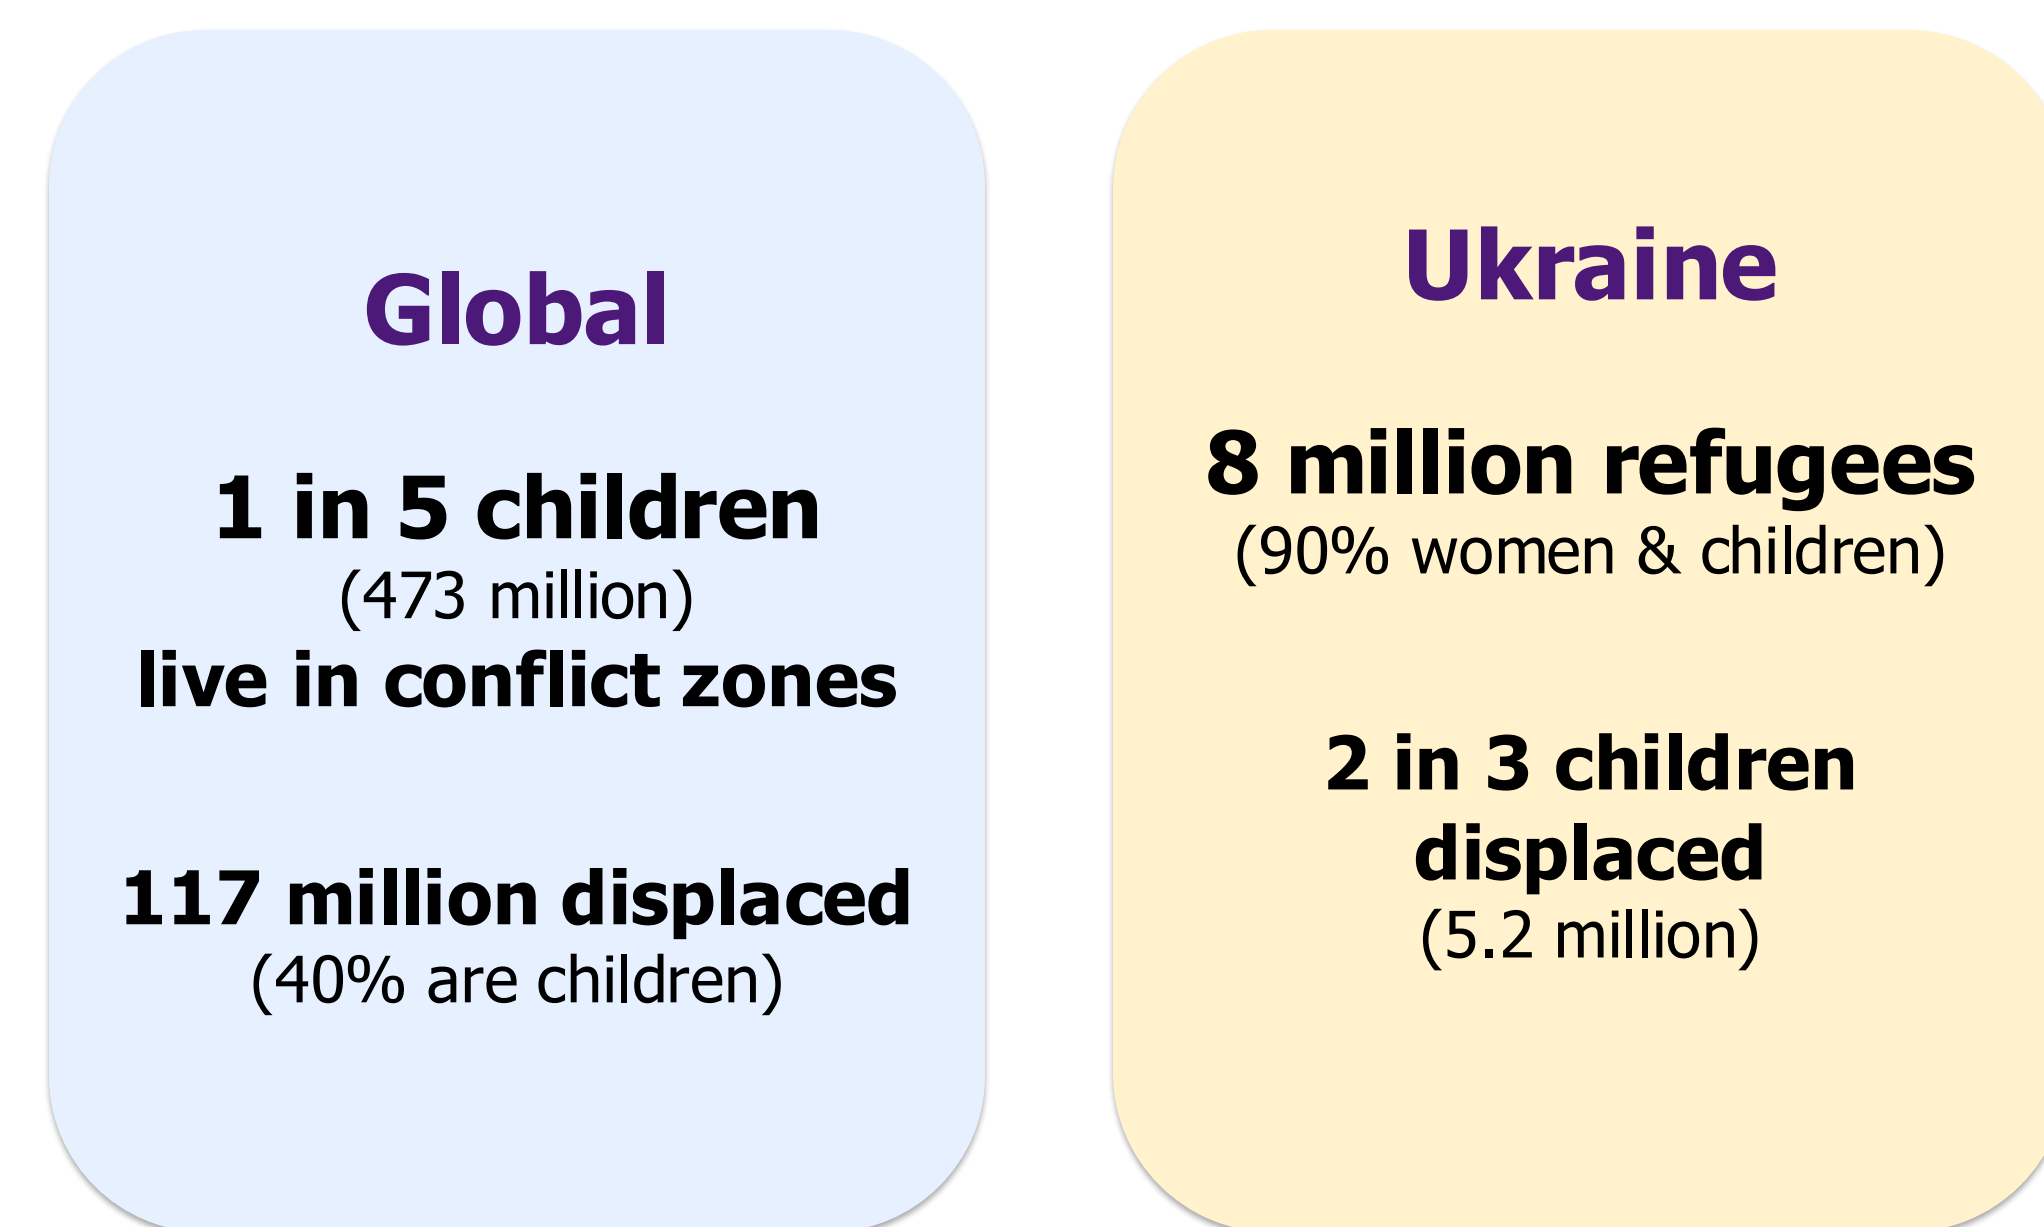 Global
1 in 5 children
(473 million)
live in conflict zones
117 million displaced
(40% are children)
Ukraine
8 million refugees
(90% women & children)
2 in 3 children
displaced
(5.2 million)